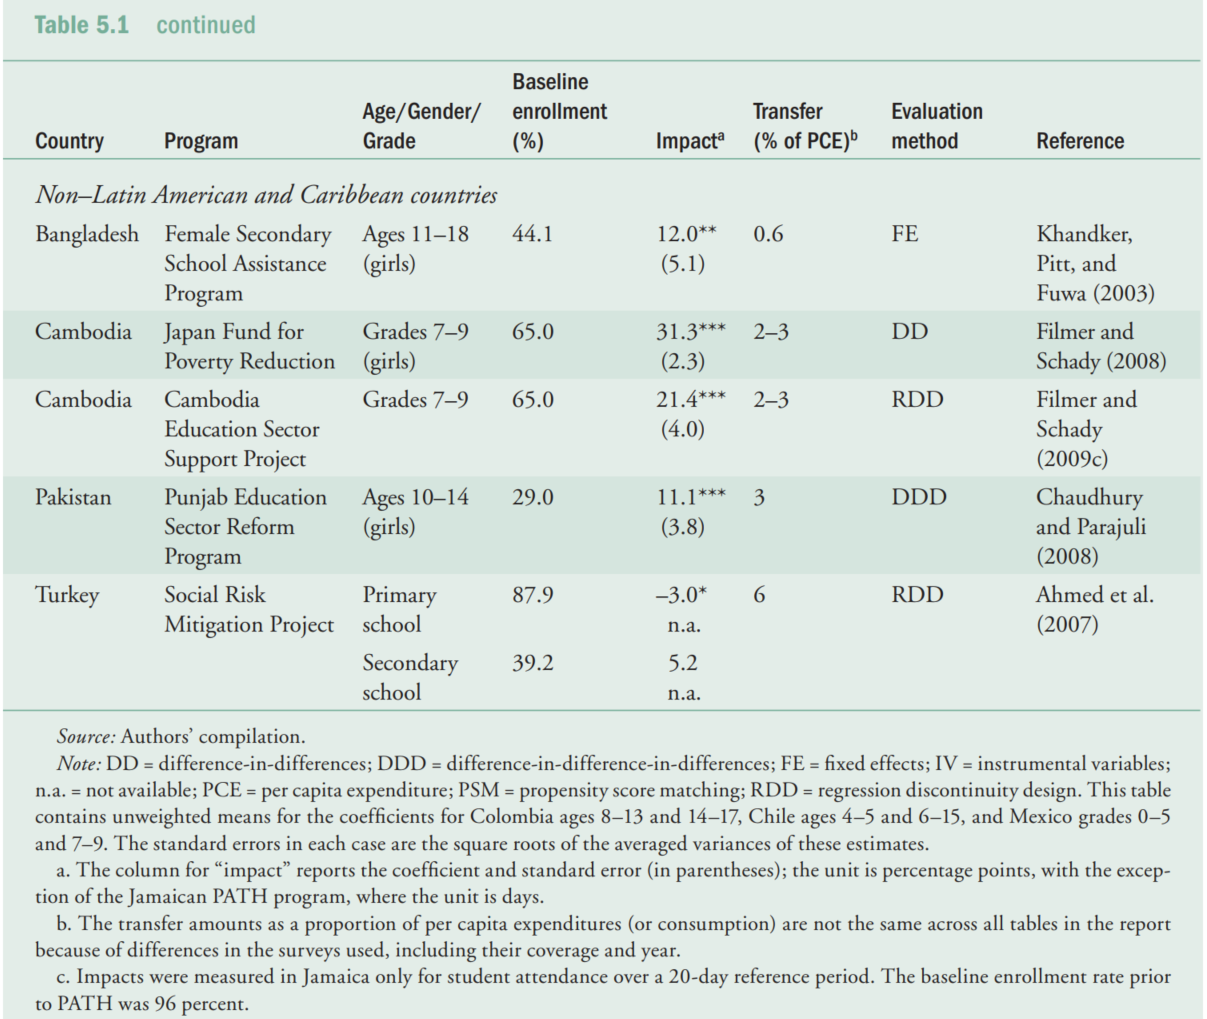 Table 5.1 continued
Country Program Age/Gender/Grade Baseline enrollment (%) Impactᵃ Transfer (% of PCE)ᵇ Evaluation method Reference
Non–Latin American and Caribbean countries
Bangladesh Female Secondary Ages 11–18 44.1 12.0** 0.6 FE Khandker,
School Assistance (girls) (5.1) Pitt, and
Program Fuwa (2003)
Cambodia Japan Fund for Grades 7–9 65.0 31.3*** 2–3 DD Filmer and
Poverty Reduction (girls) (2.3) Schady (2008)
Cambodia Cambodia Grades 7–9 65.0 21.4*** 2–3 RDD Filmer and
Education Sector (4.0) Schady
Support Project (2009c)
Pakistan Punjab Education Ages 10–14 29.0 11.1*** 3 DDD Chaudhury
Sector Reform (girls) (3.8) and Parajuli
Program (2008)
Turkey Social Risk Primary 87.9 –3.0* 6 RDD Ahmed et al.
Mitigation Project school n.a. (2007)
Secondary 39.2 5.2
school n.a.
Source: Authors’ compilation.
Note: DD = difference-in-differences; DDD = difference-in-difference-in-differences; FE = fixed effects; IV = instrumental variables;
n.a. = not available; PCE = per capita expenditure; PSM = propensity score matching; RDD = regression discontinuity design. This table
contains unweighted means for the coefficients for Colombia ages 8–13 and 14–17, Chile ages 4–5 and 6–15, and Mexico grades 0–5
and 7–9. The standard errors in each case are the square roots of the averaged variances of these estimates.
a. The column for “impact” reports the coefficient and standard error (in parentheses); the unit is percentage points, with the excep-
tion of the Jamaican PATH program, where the unit is days.
b. The transfer amounts as a proportion of per capita expenditures (or consumption) are not the same across all tables in the report
because of differences in the surveys used, including their coverage and year.
c. Impacts were measured in Jamaica only for student attendance over a 20-day reference period. The baseline enrollment rate prior
to PATH was 96 percent.